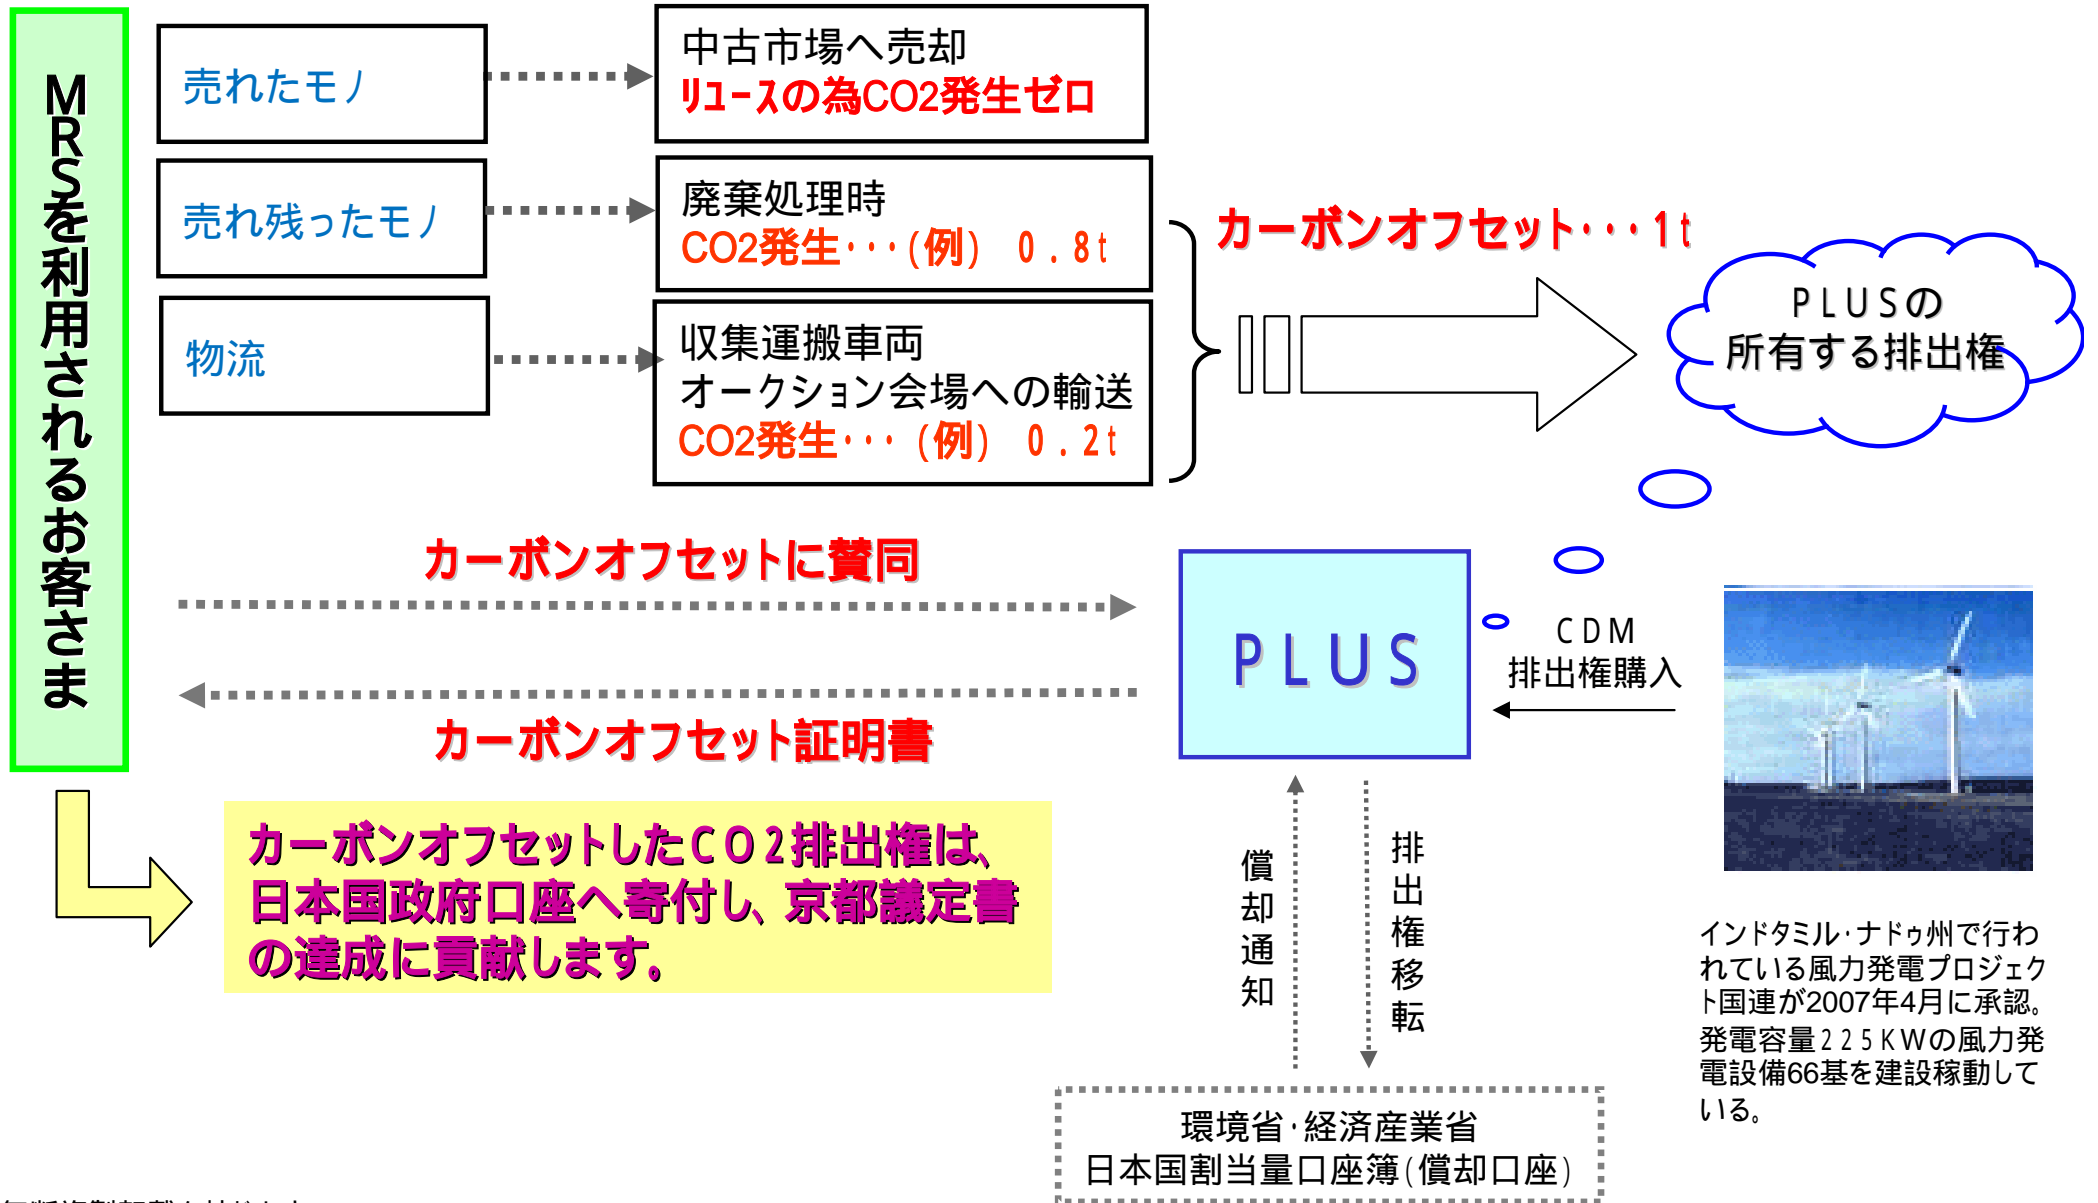 MRSを利用されるお客さま
売れたモノ
中古市場へ売却
リユースの為CO2発生ゼロ
売れ残ったモノ
廃棄処理時
CO2発生・・・(例) 0.8t
物流
収集運搬車両
オークション会場への輸送
CO2発生・・・(例) 0.2t
カーボンオフセット・・・1t
PLUSの
所有する排出権
カーボンオフセットに賛同
カーボンオフセット証明書
PLUS
CDM
排出権購入
カーボンオフセットしたCO2排出権は、
日本国政府口座へ寄付し、京都議定書
の達成に貢献します。
償却通知
排出権移転
インドタミル・ナドゥ州で行わ
れている風力発電プロジェク
ト国連が2007年4月に承認。
発電容量225KWの風力発
電設備66基を建設稼動して
いる。
環境省・経済産業省
日本国割当量口座簿(償却口座)